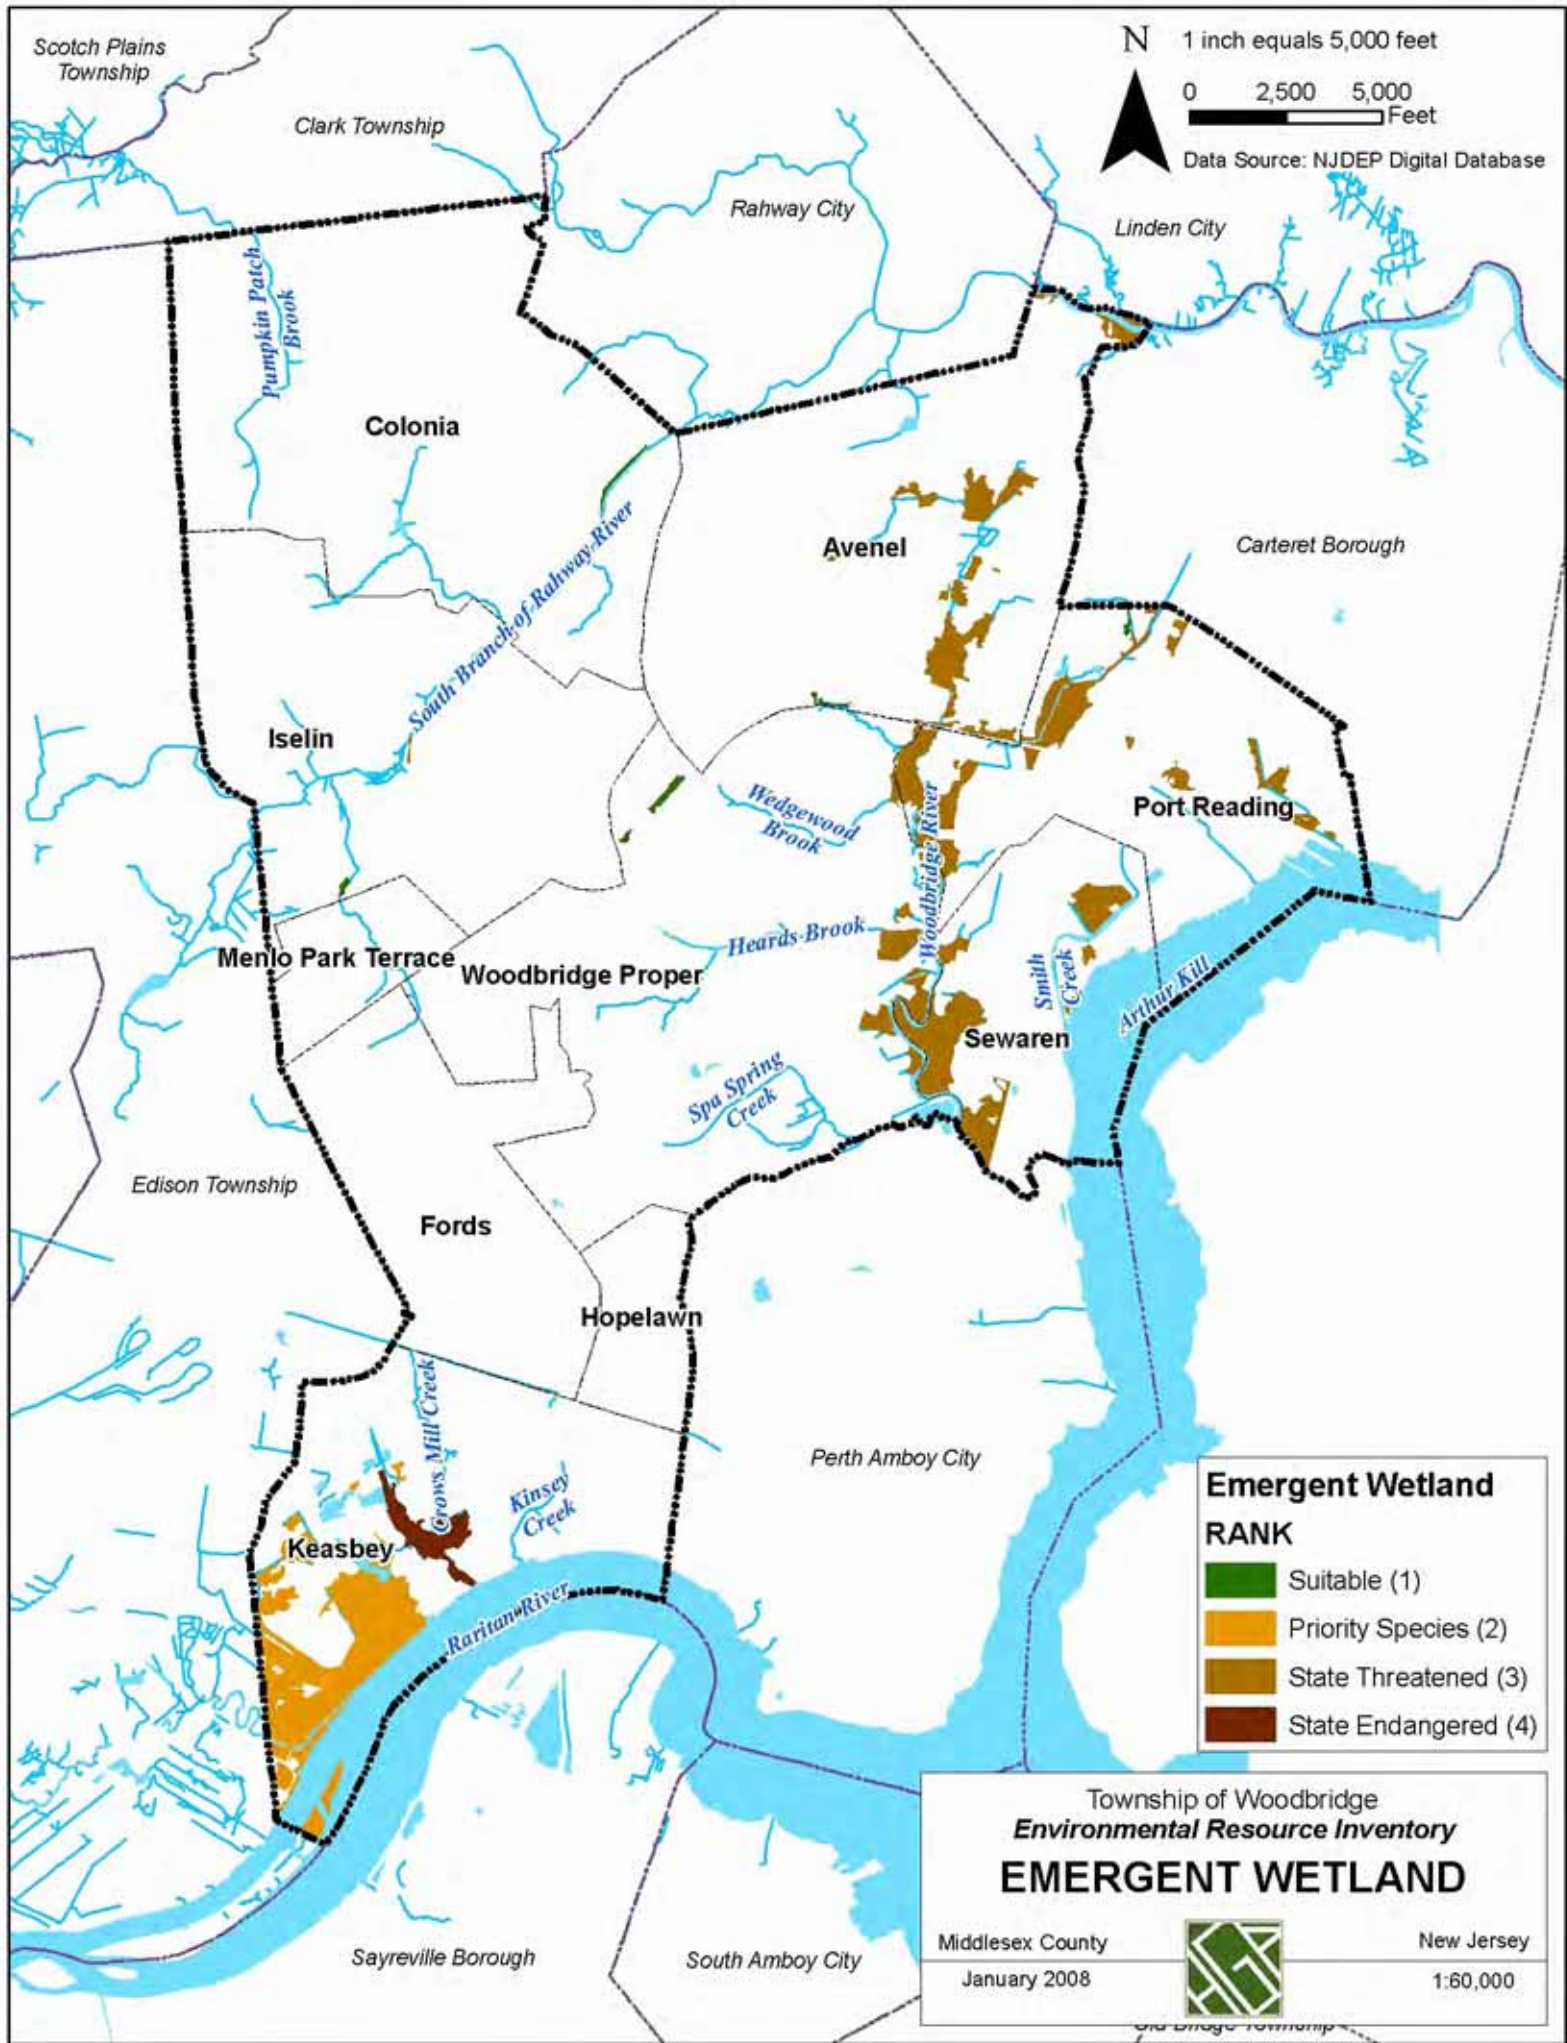 Scotch Plains
Township
Clark Township
Rahway City
Linden City
N
1 inch equals 5,000 feet
0 2,500 5,000
Feet
Data Source: NJDEP Digital Database
Pumpkin Patch
Brook
Colonia
South Branch of Rahway River
Avenel
Carteret Borough
Iselin
Wedgewood
Brook
Woodbridge River
Port Reading
Menlo Park Terrace
Woodbridge Proper
Heards Brook
Smith
Creek
Sewaren
Arthur Kill
Spa Spring
Creek
Edison Township
Fords
Hopelawn
Crows Mill Creek
Kinsey
Creek
Perth Amboy City
Keasbey
Raritan River
Emergent Wetland
RANK
Suitable (1)
Priority Species (2)
State Threatened (3)
State Endangered (4)
Township of Woodbridge
Environmental Resource Inventory
EMERGENT WETLAND
Middlesex County
New Jersey
January 2008
1:60,000
Sayreville Borough
South Amboy City
Old Bridge Township